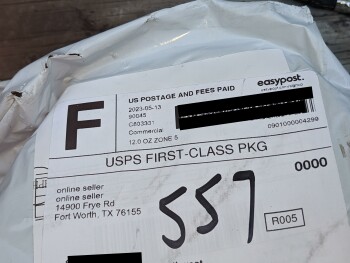 US POSTAGE AND FEES PAID
2023-05-13
90045
C803331
Commercial
12.0 OZ ZONE 5
easypost.
0901000004299
F
USPS FIRST-CLASS PKG
0000
online seller
online seller
14900 Frye Rd
Fort Worth, TX 76155
557
R005